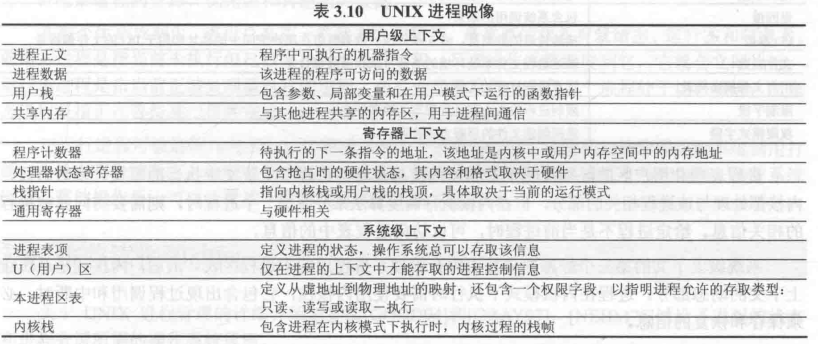 表 3.10 UNIX 进程映像
用户级上下文
进程正文 程序中可执行的机器指令
进程数据 该进程的程序可访问的数据
用户栈 包含参数、局部变量和在用户模式下运行的函数指针
共享内存 与其他进程共享的内存区，用于进程间通信
寄存器上下文
程序计数器 待执行的下一条指令的地址，该地址是内核中或用户内存空间中的内存地址
处理器状态寄存器 包含抢占时的硬件状态，其内容和格式取决于硬件
栈指针 指向内核栈或用户栈的栈顶，具体取决于当前的运行模式
通用寄存器 与硬件相关
系统级上下文
进程表项 定义进程的状态，操作系统总可以存取该信息
U（用户）区 仅在进程的上下文中才能存取的进程控制信息
本进程区表 定义从虚地址到物理地址的映射；还包含一个权限字段，以指明进程允许的存取类型：
只读、读写或读取－执行
内核栈 包含进程在内核模式下执行时，内核过程的栈帧